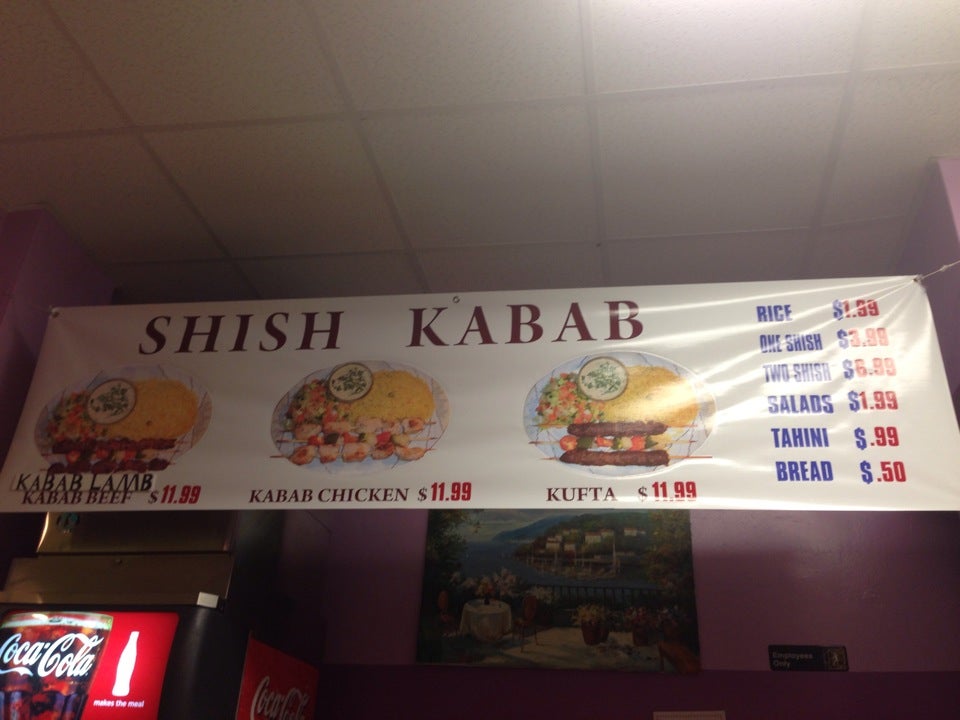 SHISH KABAB
KABAB LAMB
KABAB BEEF $11.99
KABAB CHICKEN $11.99
KUFTA $11.99
RICE $1.99
ONE SHISH $3.99
TWO SHISH $6.99
SALADS $1.99
TAHINI $.99
BREAD $.50
Coca-Cola
makes the meal
Coca-Cola
Employees
Only